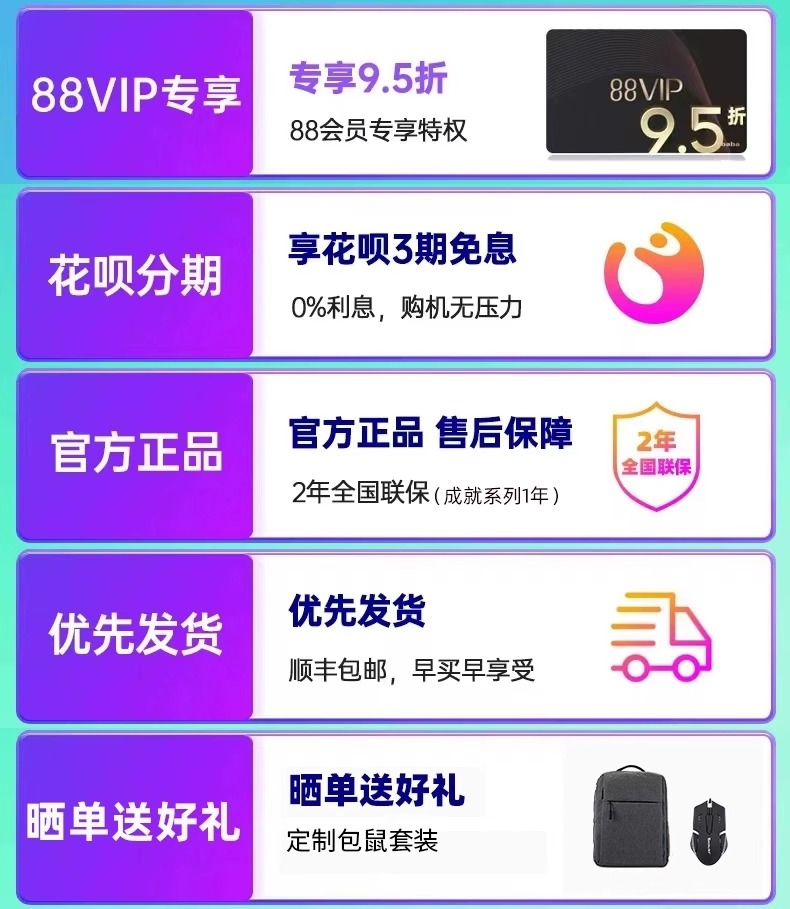 88VIP专享
专享9.5折
88会员专享特权
88VIP
9.5折
花呗分期
享花呗3期免息
0%利息，购机无压力
官方正品
官方正品 售后保障
2年全国联保（成就系列1年）
2年
全国联保
优先发货
优先发货
顺丰包邮，早买早享受
晒单送好礼
晒单送好礼
定制包鼠套装